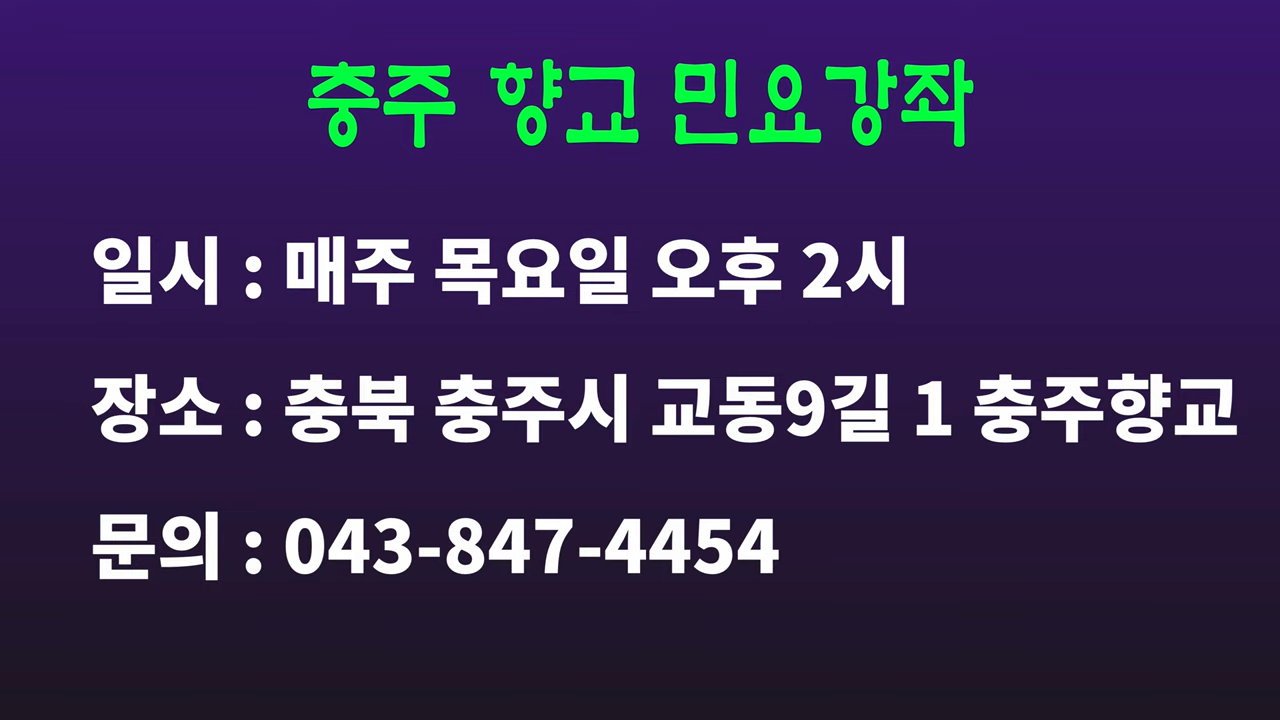 충주 향교 민요강좌
일시 : 매주 목요일 오후 2시
장소 : 충북 충주시 교동9길 1 충주향교
문의 : 043-847-4454